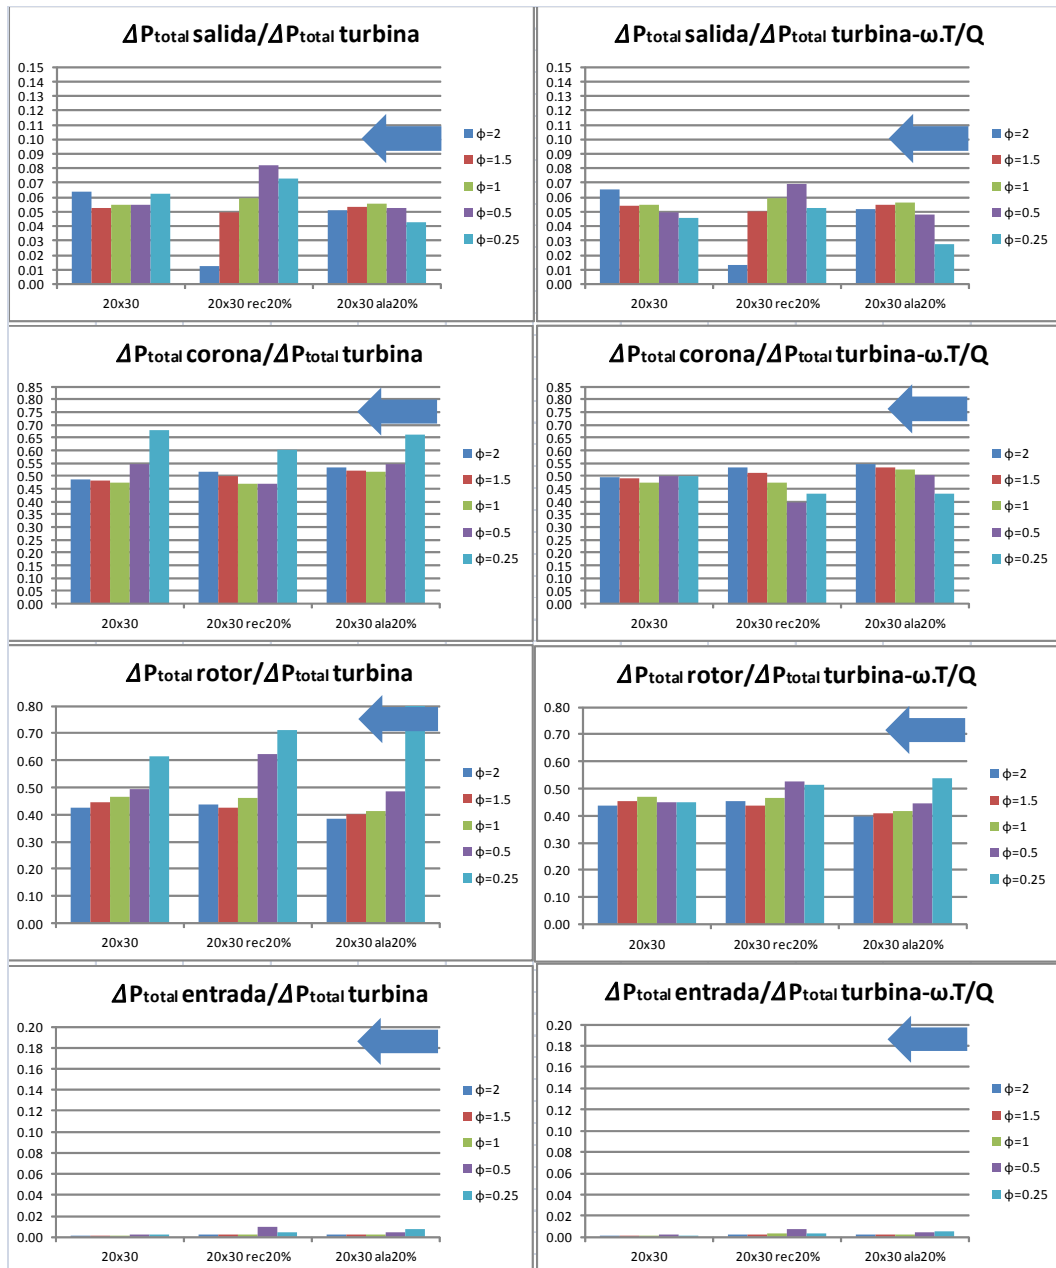 ΔPtotal salida/ΔPtotal turbina
0.15
0.14
0.13
0.12
0.11
0.10
0.09
0.08
0.07
0.06
0.05
0.04
0.03
0.02
0.01
0.00
20x30 20x30 rec20% 20x30 ala20%
ϕ=2
ϕ=1.5
ϕ=1
ϕ=0.5
ϕ=0.25
ΔPtotal salida/ΔPtotal turbina-ω.T/Q
0.15
0.14
0.13
0.12
0.11
0.10
0.09
0.08
0.07
0.06
0.05
0.04
0.03
0.02
0.01
0.00
20x30 20x30 rec20% 20x30 ala20%
ϕ=2
ϕ=1.5
ϕ=1
ϕ=0.5
ϕ=0.25
ΔPtotal corona/ΔPtotal turbina
0.85
0.80
0.75
0.70
0.65
0.60
0.55
0.50
0.45
0.40
0.35
0.30
0.25
0.20
0.15
0.10
0.05
0.00
20x30 20x30 rec20% 20x30 ala20%
ϕ=2
ϕ=1.5
ϕ=1
ϕ=0.5
ϕ=0.25
ΔPtotal corona/ΔPtotal turbina-ω.T/Q
0.85
0.80
0.75
0.70
0.65
0.60
0.55
0.50
0.45
0.40
0.35
0.30
0.25
0.20
0.15
0.10
0.05
0.00
20x30 20x30 rec20% 20x30 ala20%
ϕ=2
ϕ=1.5
ϕ=1
ϕ=0.5
ϕ=0.25
ΔPtotal rotor/ΔPtotal turbina
0.80
0.70
0.60
0.50
0.40
0.30
0.20
0.10
0.00
20x30 20x30 rec20% 20x30 ala20%
ϕ=2
ϕ=1.5
ϕ=1
ϕ=0.5
ϕ=0.25
ΔPtotal rotor/ΔPtotal turbina-ω.T/Q
0.80
0.70
0.60
0.50
0.40
0.30
0.20
0.10
0.00
20x30 20x30 rec20% 20x30 ala20%
ϕ=2
ϕ=1.5
ϕ=1
ϕ=0.5
ϕ=0.25
ΔPtotal entrada/ΔPtotal turbina
0.20
0.18
0.16
0.14
0.12
0.10
0.08
0.06
0.04
0.02
0.00
20x30 20x30 rec20% 20x30 ala20%
ϕ=2
ϕ=1.5
ϕ=1
ϕ=0.5
ϕ=0.25
ΔPtotal entrada/ΔPtotal turbina-ω.T/Q
0.20
0.18
0.16
0.14
0.12
0.10
0.08
0.06
0.04
0.02
0.00
20x30 20x30 rec20% 20x30 ala20%
ϕ=2
ϕ=1.5
ϕ=1
ϕ=0.5
ϕ=0.25